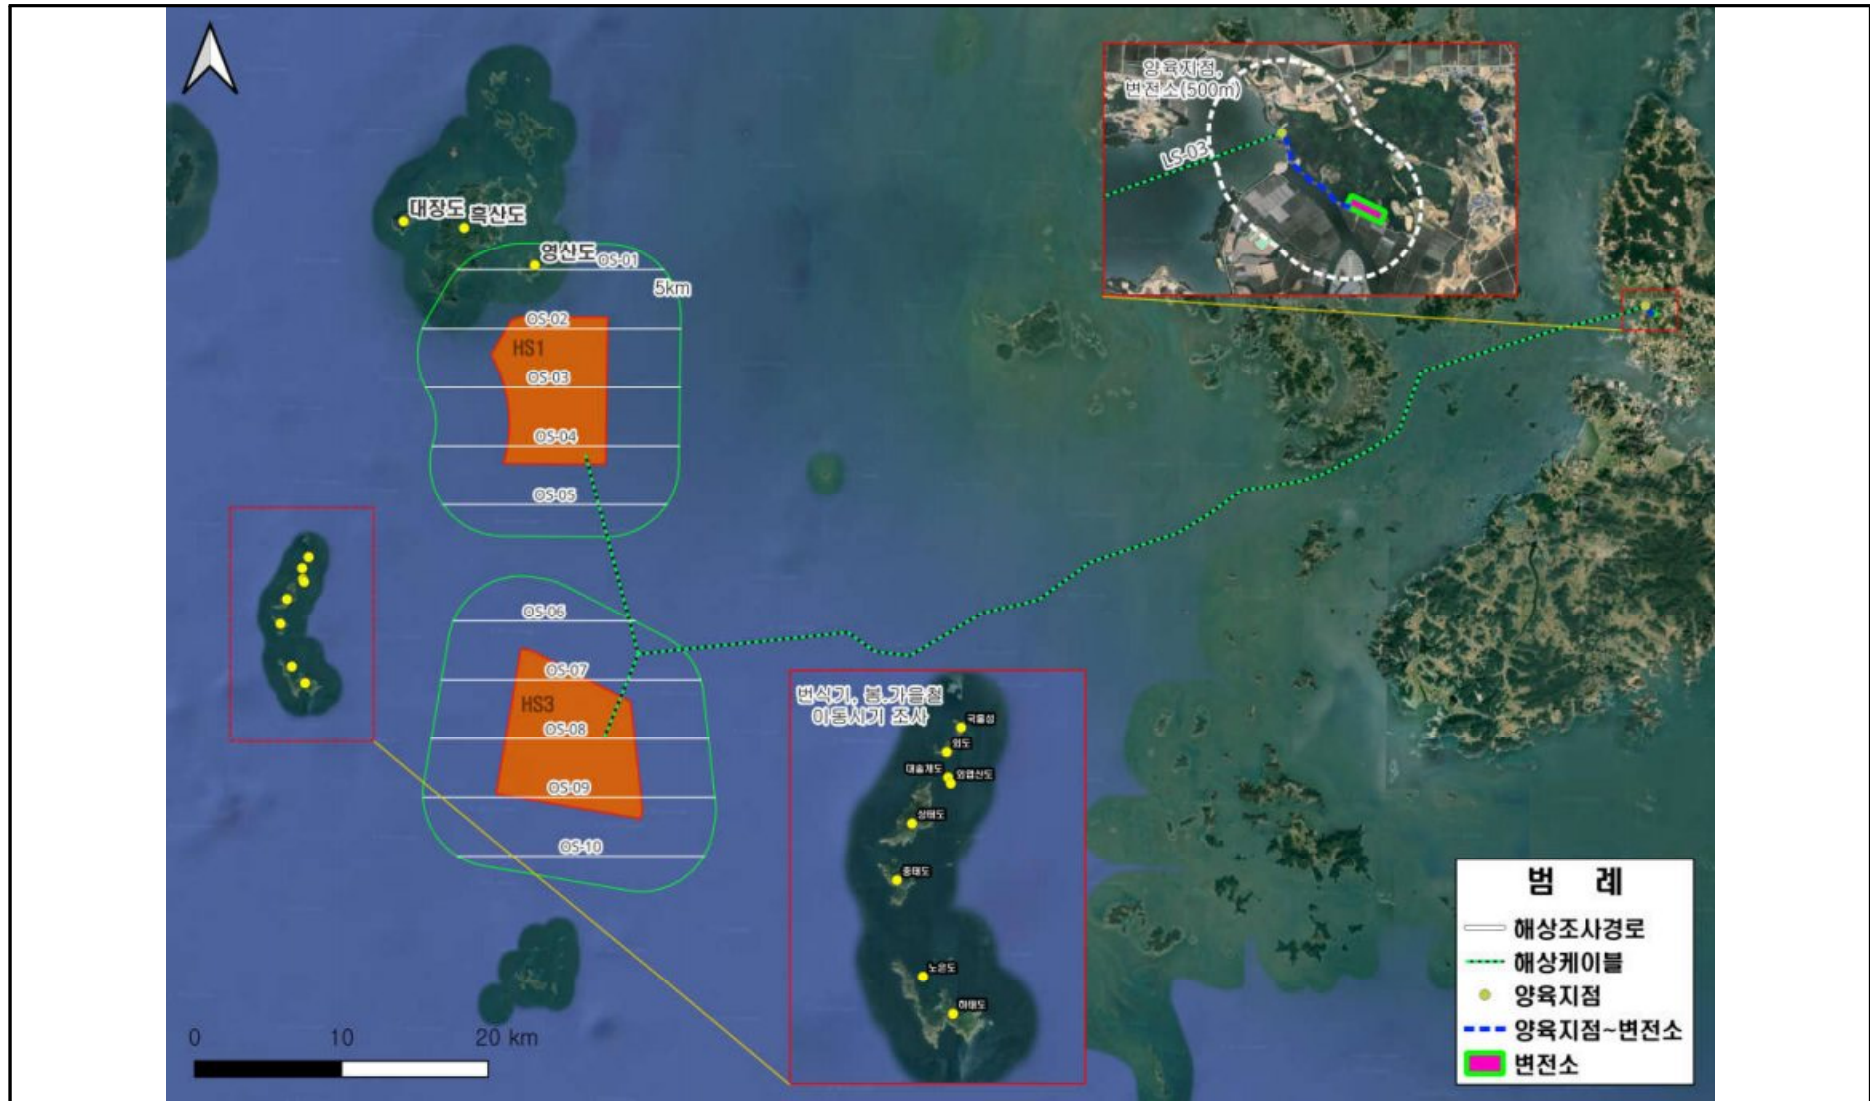 양육지점,
변전소(500m)
LS-03
대장도
흑산도
영산도
OS-01
5km
OS-02
HS1
OS-03
OS-04
OS-05
OS-06
OS-07
HS3
OS-08
OS-09
OS-10
번식기, 봄,가을철
이동시기 조사
국흘섬
외도
대술개도
외엽산도
상태도
중태도
노은도
하태도
0 10 20 km
범 례
해상조사경로
해상케이블
양육지점
양육지점~변전소
변전소